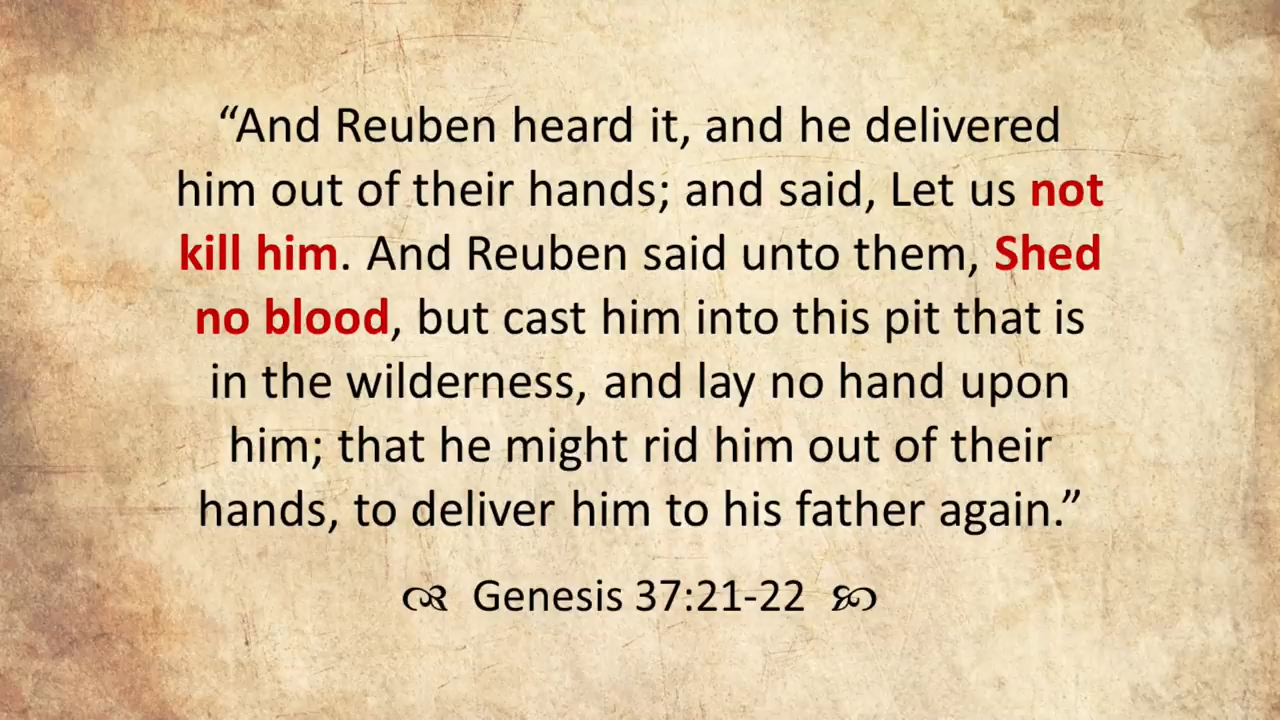 “And Reuben heard it, and he delivered
him out of their hands; and said, Let us not
kill him. And Reuben said unto them, Shed
no blood, but cast him into this pit that is
in the wilderness, and lay no hand upon
him; that he might rid him out of their
hands, to deliver him to his father again.”
Genesis 37:21-22